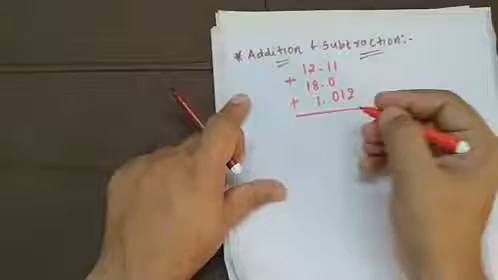 * Addition + Subtraction:-
12.11
+ 18.0
+ 1.012